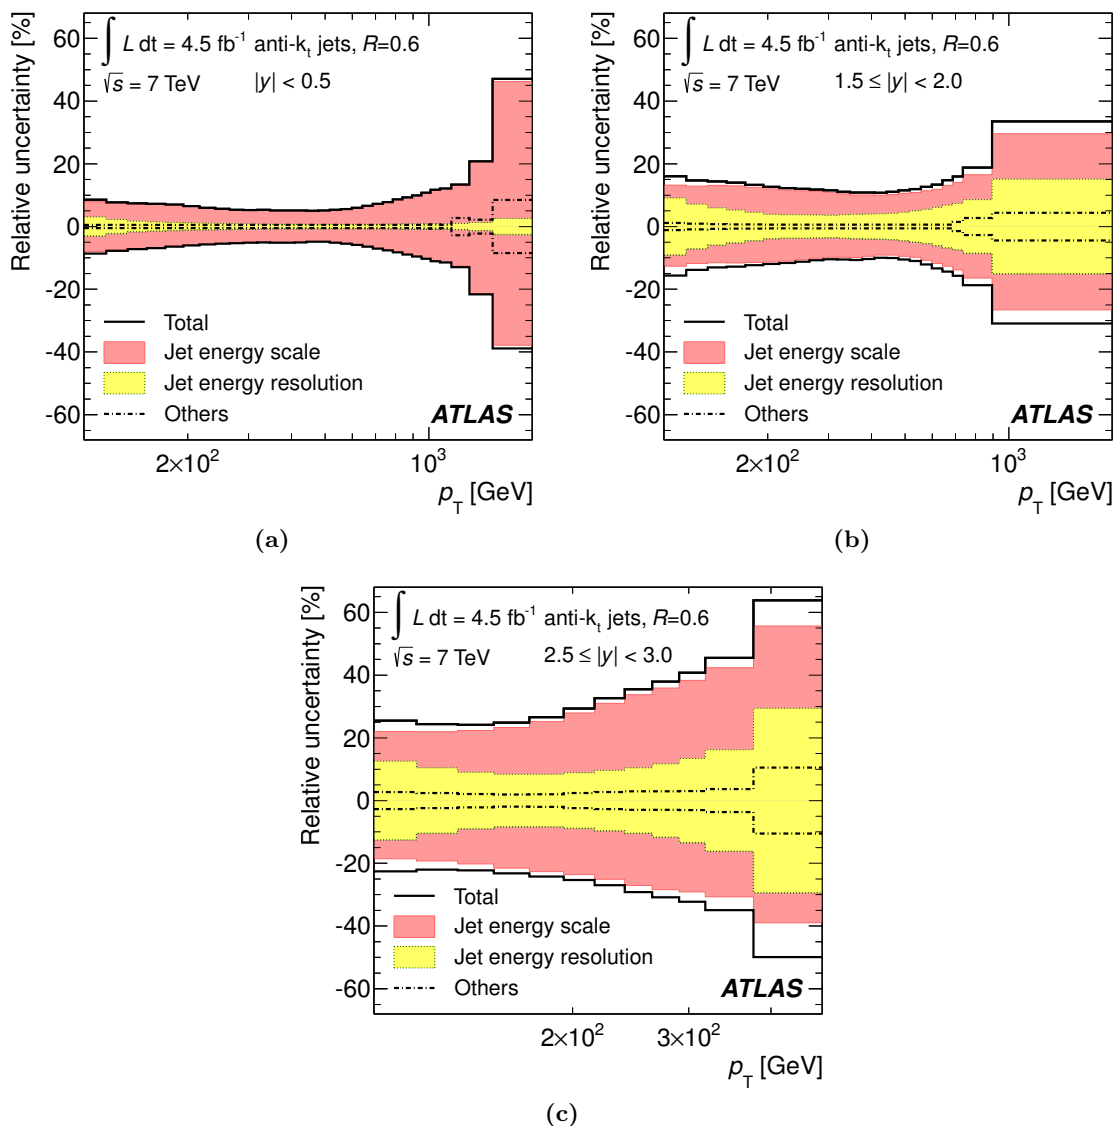 Relative uncertainty [%]
60
40
20
0
-20
-40
-60
∫ L dt = 4.5 fb⁻¹ anti-kₜ jets, R=0.6
√s = 7 TeV |y| < 0.5
Total
Jet energy scale
Jet energy resolution
Others
ATLAS
2×10² 10³
p_T [GeV]
(a)
Relative uncertainty [%]
60
40
20
0
-20
-40
-60
∫ L dt = 4.5 fb⁻¹ anti-kₜ jets, R=0.6
√s = 7 TeV 1.5 ≤ |y| < 2.0
Total
Jet energy scale
Jet energy resolution
Others
ATLAS
2×10² 10³
p_T [GeV]
(b)
Relative uncertainty [%]
60
40
20
0
-20
-40
-60
∫ L dt = 4.5 fb⁻¹ anti-kₜ jets, R=0.6
√s = 7 TeV 2.5 ≤ |y| < 3.0
Total
Jet energy scale
Jet energy resolution
Others
ATLAS
2×10² 3×10²
p_T [GeV]
(c)